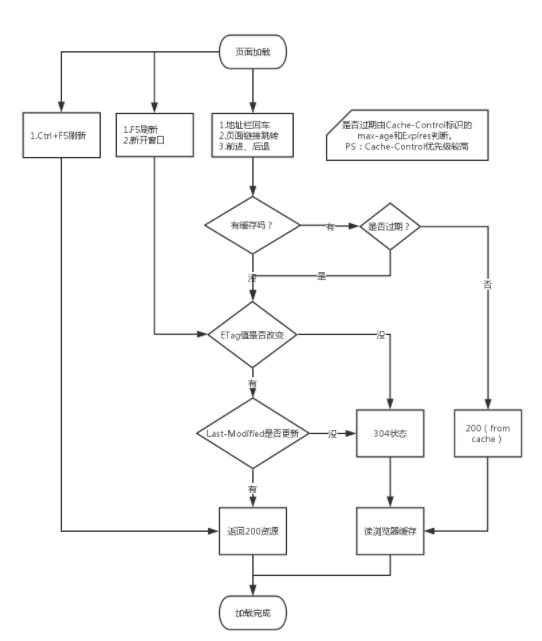 页面加载
1.Ctrl+F5刷新
1.F5刷新
2.新开窗口
1.地址栏回车
2.页面链接跳转
3.前进、后退
是否过期由Cache-Control标识的
max-age和Expires判断。
PS：Cache-Control优先级较高
有缓存吗？
有
是否过期？
没
是
否
ETag值是否改变
没
有
Last-Modified是否更新
没
304状态
200（from
cache）
有
返回200资源
读浏览器缓存
加载完成